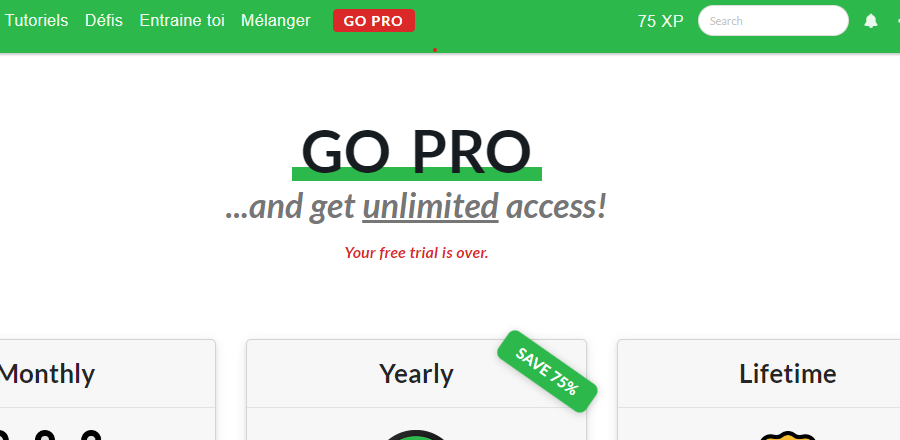 Tutoriels Défis Entraine toi Mélanger GO PRO 75 XP Search
GO PRO
...and get unlimited access!
Your free trial is over.
Monthly Yearly SAVE 75% Lifetime